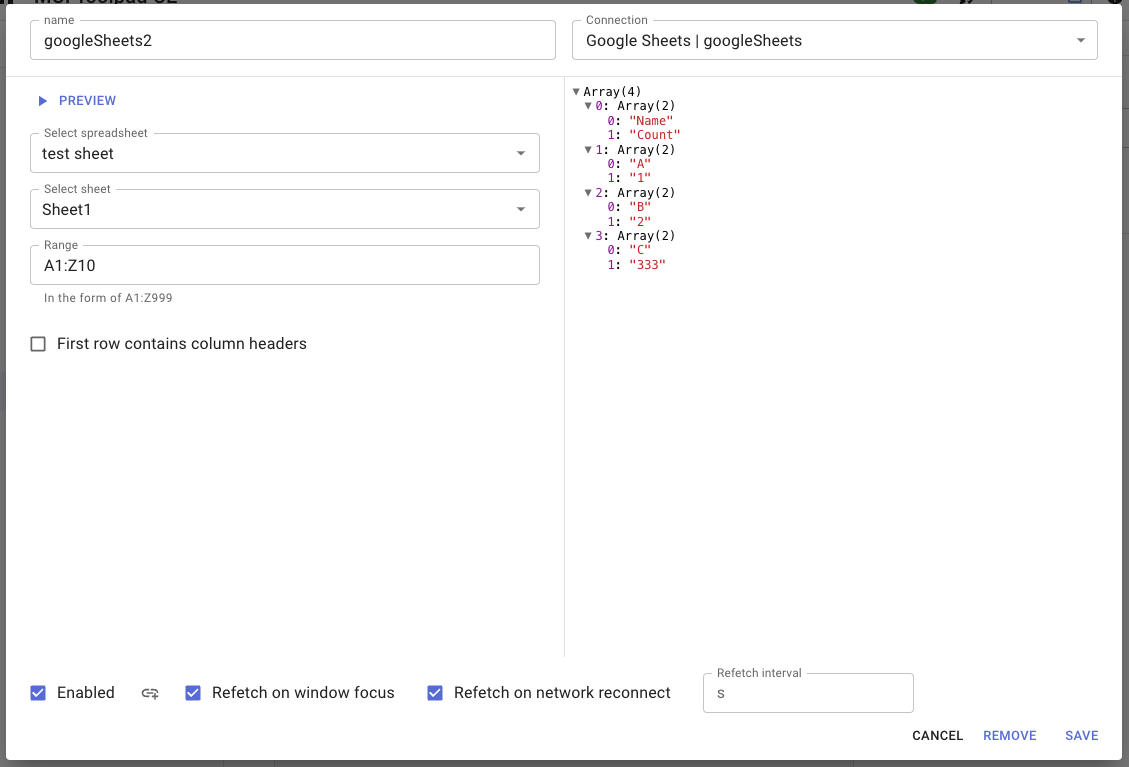 name
googleSheets2
Connection
Google Sheets | googleSheets
PREVIEW
Select spreadsheet
test sheet
Select sheet
Sheet1
Range
A1:Z10
In the form of A1:Z999
First row contains column headers
▼Array(4)
▼0: Array(2)
0: "Name"
1: "Count"
▼1: Array(2)
0: "A"
1: "1"
▼2: Array(2)
0: "B"
1: "2"
▼3: Array(2)
0: "C"
1: "333"
Enabled
Refetch on window focus
Refetch on network reconnect
Refetch interval
s
CANCEL
REMOVE
SAVE